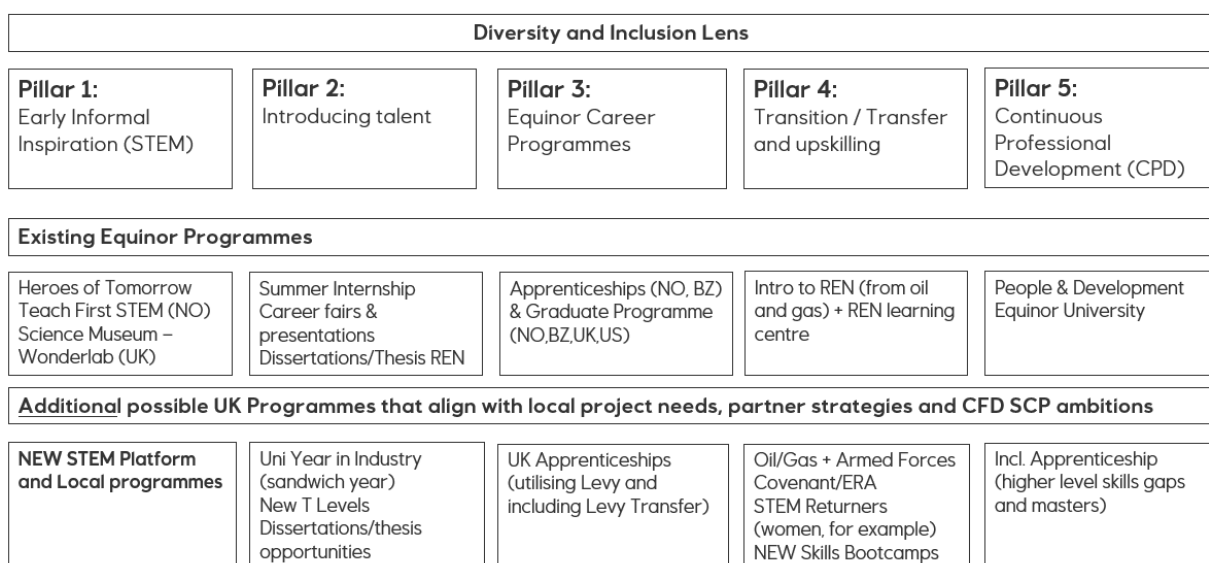 Diversity and Inclusion Lens
Pillar 1:
Early Informal
Inspiration (STEM)
Pillar 2:
Introducing talent
Pillar 3:
Equinor Career
Programmes
Pillar 4:
Transition / Transfer
and upskilling
Pillar 5:
Continuous
Professional
Development (CPD)
Existing Equinor Programmes
Heroes of Tomorrow
Teach First STEM (NO)
Science Museum –
Wonderlab (UK)
Summer Internship
Career fairs &
presentations
Dissertations/Thesis REN
Apprenticeships (NO, BZ)
& Graduate Programme
(NO,BZ,UK,US)
Intro to REN (from oil
and gas) + REN learning
centre
People & Development
Equinor University
Additional possible UK Programmes that align with local project needs, partner strategies and CFD SCP ambitions
NEW STEM Platform
and Local programmes
Uni Year in Industry
(sandwich year)
New T Levels
Dissertations/thesis
opportunities
UK Apprenticeships
(utilising Levy and
including Levy Transfer)
Oil/Gas + Armed Forces
Covenant/ERA
STEM Returners
(women, for example)
NEW Skills Bootcamps
Incl. Apprenticeship
(higher level skills gaps
and masters)